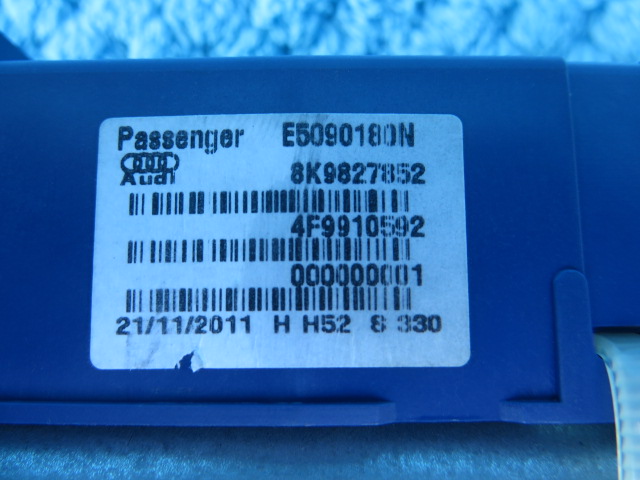 Passenger E5090180N
Audi 8K9827852
4F9910592
000000001
21/11/2011 H H52 8 330